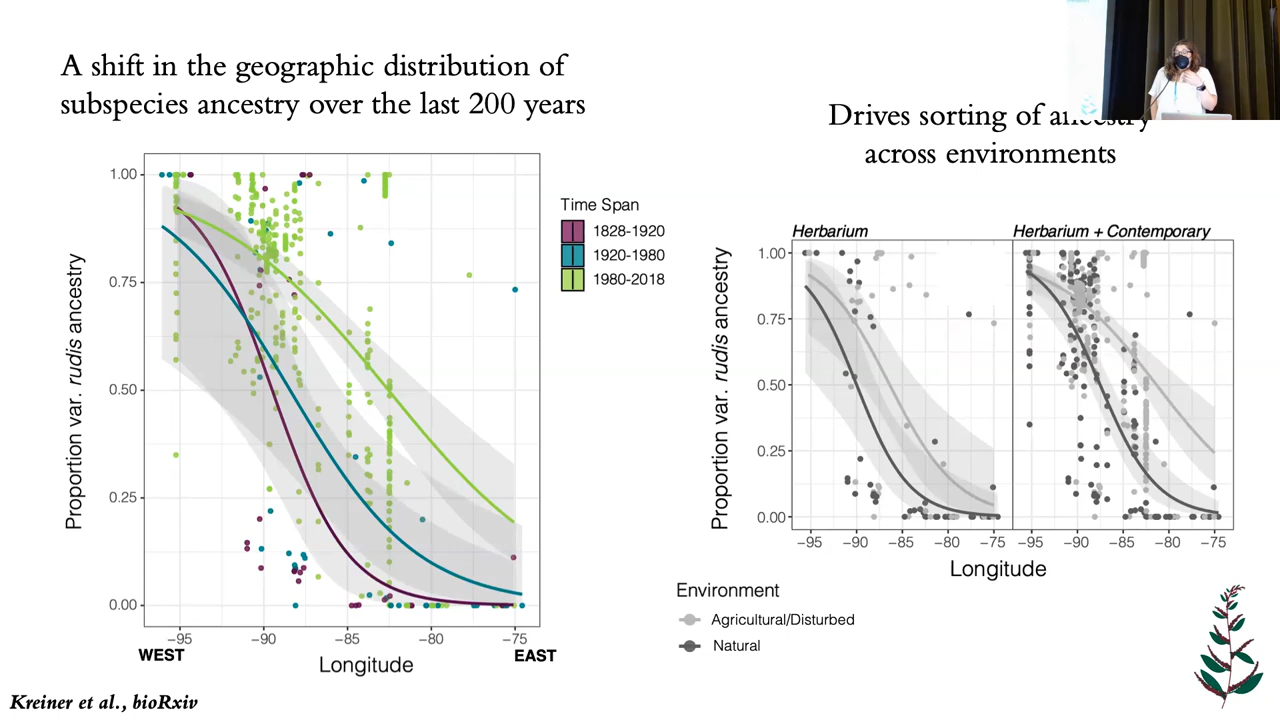 A shift in the geographic distribution of
subspecies ancestry over the last 200 years
Drives sorting of ancestry
across environments
Proportion var. rudis ancestry
1.00
0.75
0.50
0.25
0.00
−95
−90
−85
−80
−75
WEST
Longitude
EAST
Time Span
1828-1920
1920-1980
1980-2018
Herbarium
Herbarium + Contemporary
Proportion var. rudis ancestry
1.00
0.75
0.50
0.25
0.00
−95
−90
−85
−80
−75
−95
−90
−85
−80
−75
Longitude
Environment
Agricultural/Disturbed
Natural
Kreiner et al., bioRxiv